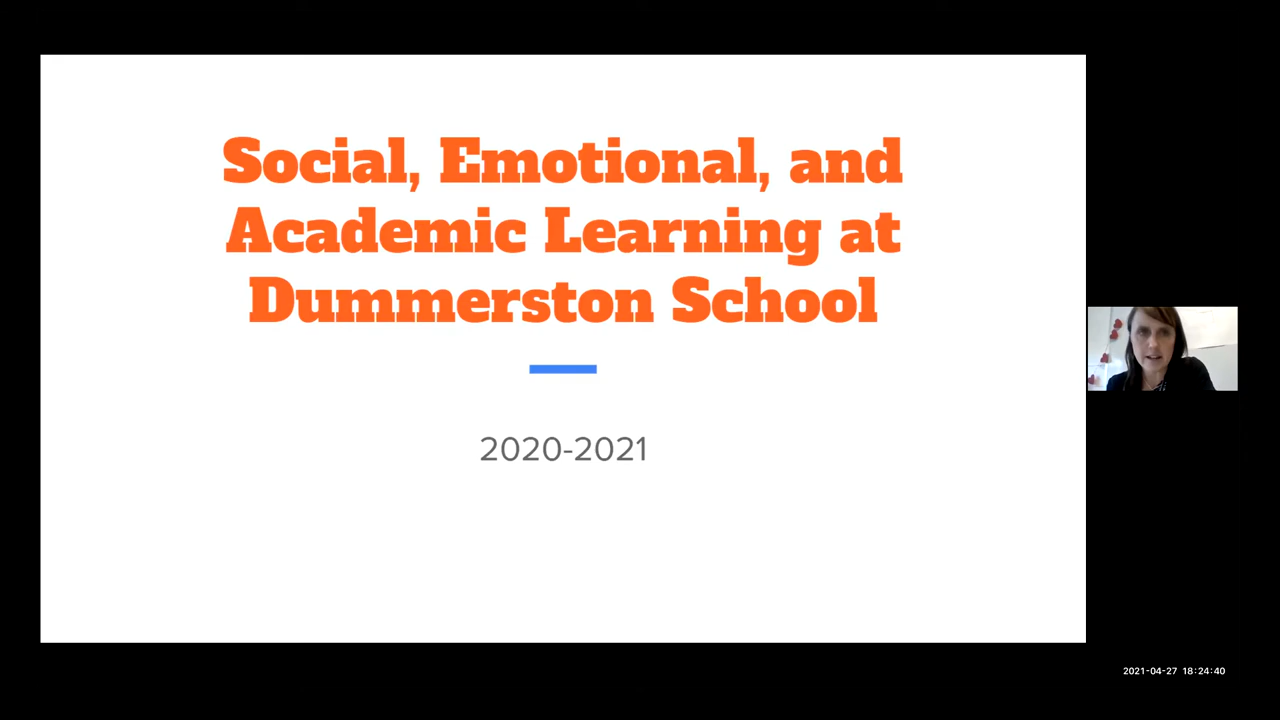 Social, Emotional, and
Academic Learning at
Dummerston School
2020-2021
2021-04-27 18:24:40